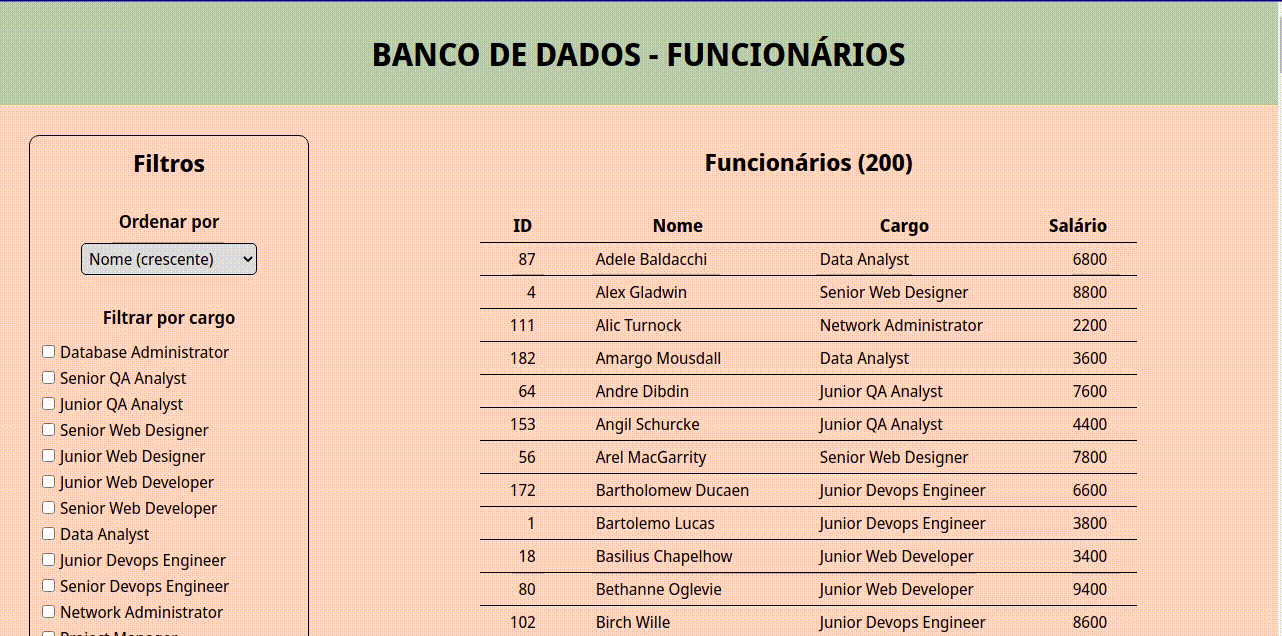 BANCO DE DADOS - FUNCIONÁRIOS
Filtros
Ordenar por
Nome (crescente)
Filtrar por cargo
Database Administrator
Senior QA Analyst
Junior QA Analyst
Senior Web Designer
Junior Web Designer
Junior Web Developer
Senior Web Developer
Data Analyst
Junior Devops Engineer
Senior Devops Engineer
Network Administrator
Project Manager
Funcionários (200)
ID Nome Cargo Salário
87 Adele Baldacchi Data Analyst 6800
4 Alex Gladwin Senior Web Designer 8800
111 Alic Turnock Network Administrator 2200
182 Amargo Mousdall Data Analyst 3600
64 Andre Dibdin Junior QA Analyst 7600
153 Angil Schurcke Junior QA Analyst 4400
56 Arel MacGarrity Senior Web Designer 7800
172 Bartholomew Ducaen Junior Devops Engineer 6600
1 Bartolemo Lucas Junior Devops Engineer 3800
18 Basilius Chapelhow Junior Web Developer 3400
80 Bethanne Oglevie Junior Web Developer 9400
102 Birch Wille Junior Devops Engineer 8600